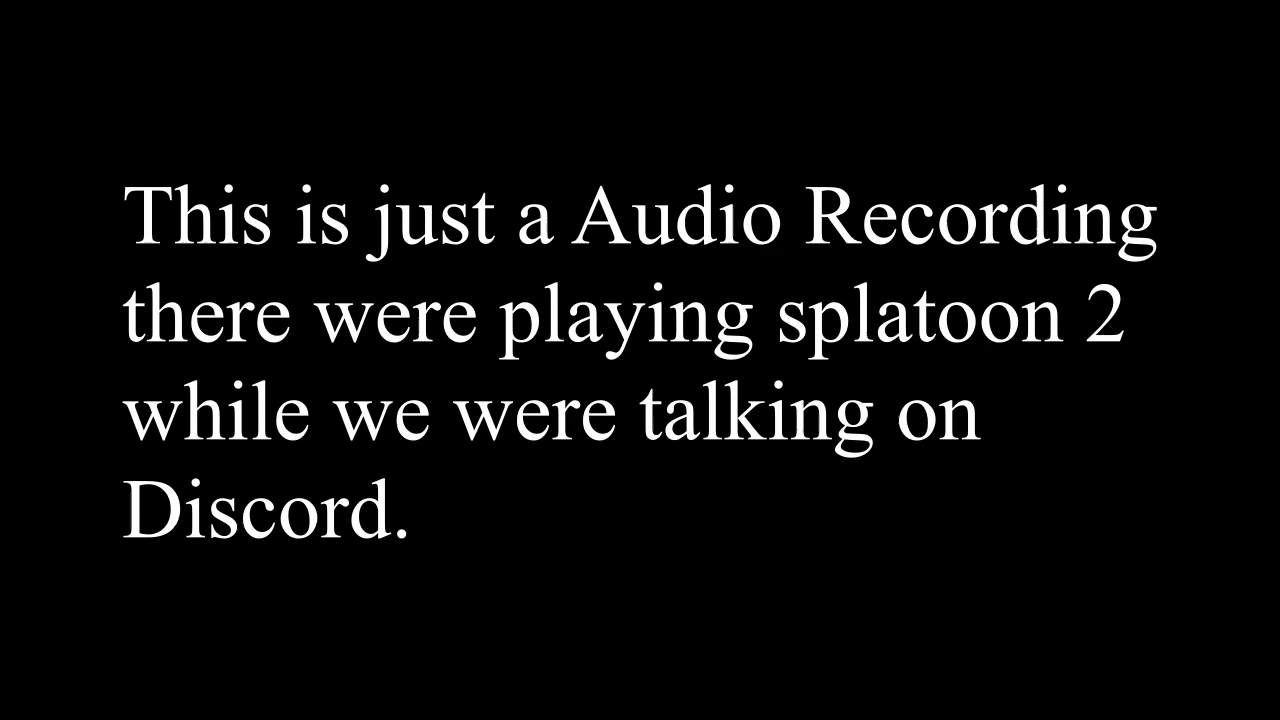 This is just a Audio Recording
there were playing splatoon 2
while we were talking on
Discord.